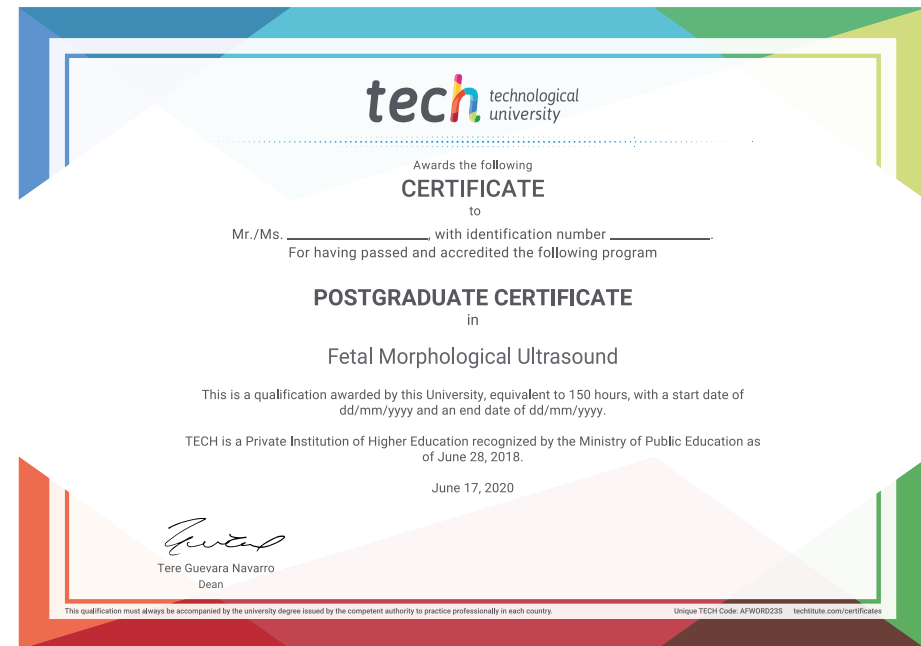 tech technological
university
Awards the following
CERTIFICATE
to
Mr./Ms. ____________________, with identification number ______________.
For having passed and accredited the following program
POSTGRADUATE CERTIFICATE
in
Fetal Morphological Ultrasound
This is a qualification awarded by this University, equivalent to 150 hours, with a start date of
dd/mm/yyyy and an end date of dd/mm/yyyy.
TECH is a Private Institution of Higher Education recognized by the Ministry of Public Education as
of June 28, 2018.
June 17, 2020
Tere Guevara Navarro
Dean
This qualification must always be accompanied by the university degree issued by the competent authority to practice professionally in each country. Unique TECH Code: AFWORD23S techtitute.com/certificates